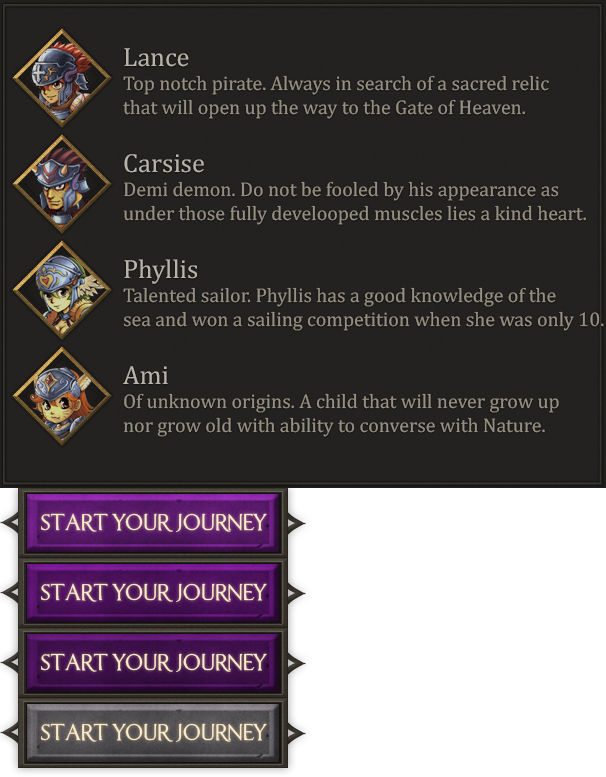 Lance
Top notch pirate. Always in search of a sacred relic
that will open up the way to the Gate of Heaven.
Carsise
Demi demon. Do not be fooled by his appearance as
under those fully develooped muscles lies a kind heart.
Phyllis
Talented sailor. Phyllis has a good knowledge of the
sea and won a sailing competition when she was only 10.
Ami
Of unknown origins. A child that will never grow up
nor grow old with ability to converse with Nature.
START YOUR JOURNEY
START YOUR JOURNEY
START YOUR JOURNEY
START YOUR JOURNEY